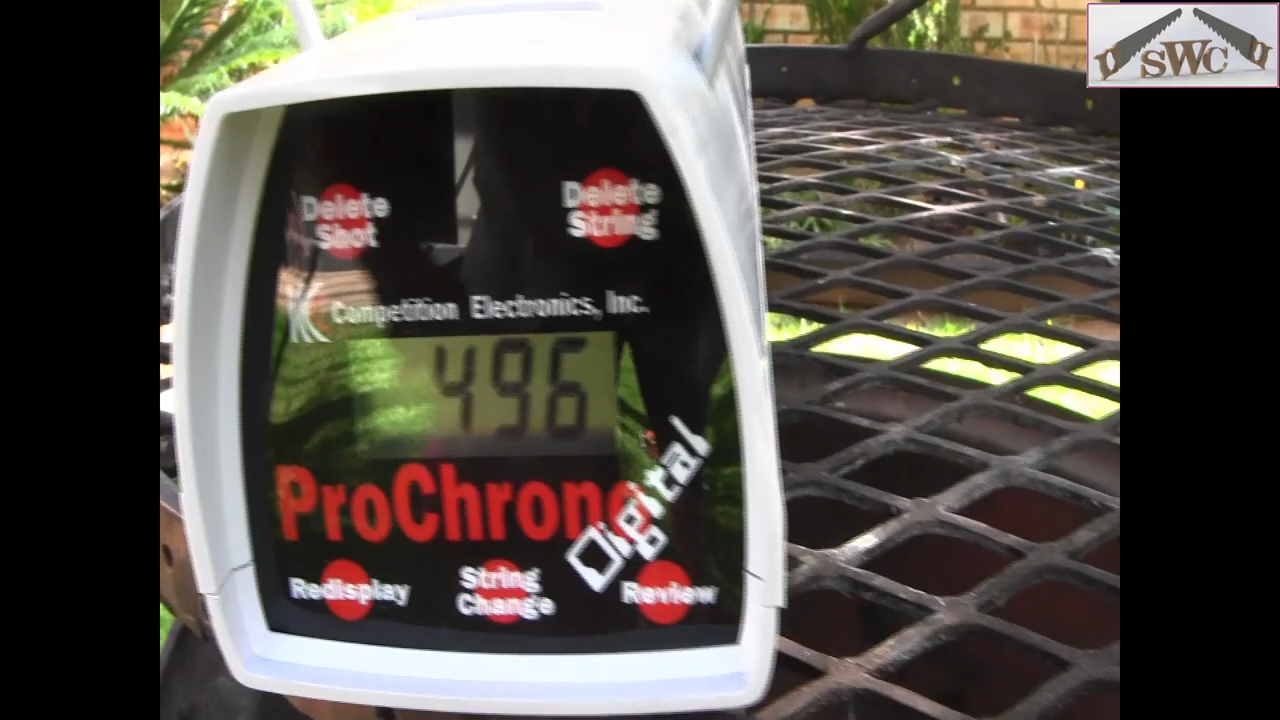 SWC
Delete
Shot
Delete
String
Competition Electronics, Inc.
496
ProChrono
Digital
Redisplay
String
Change
Review